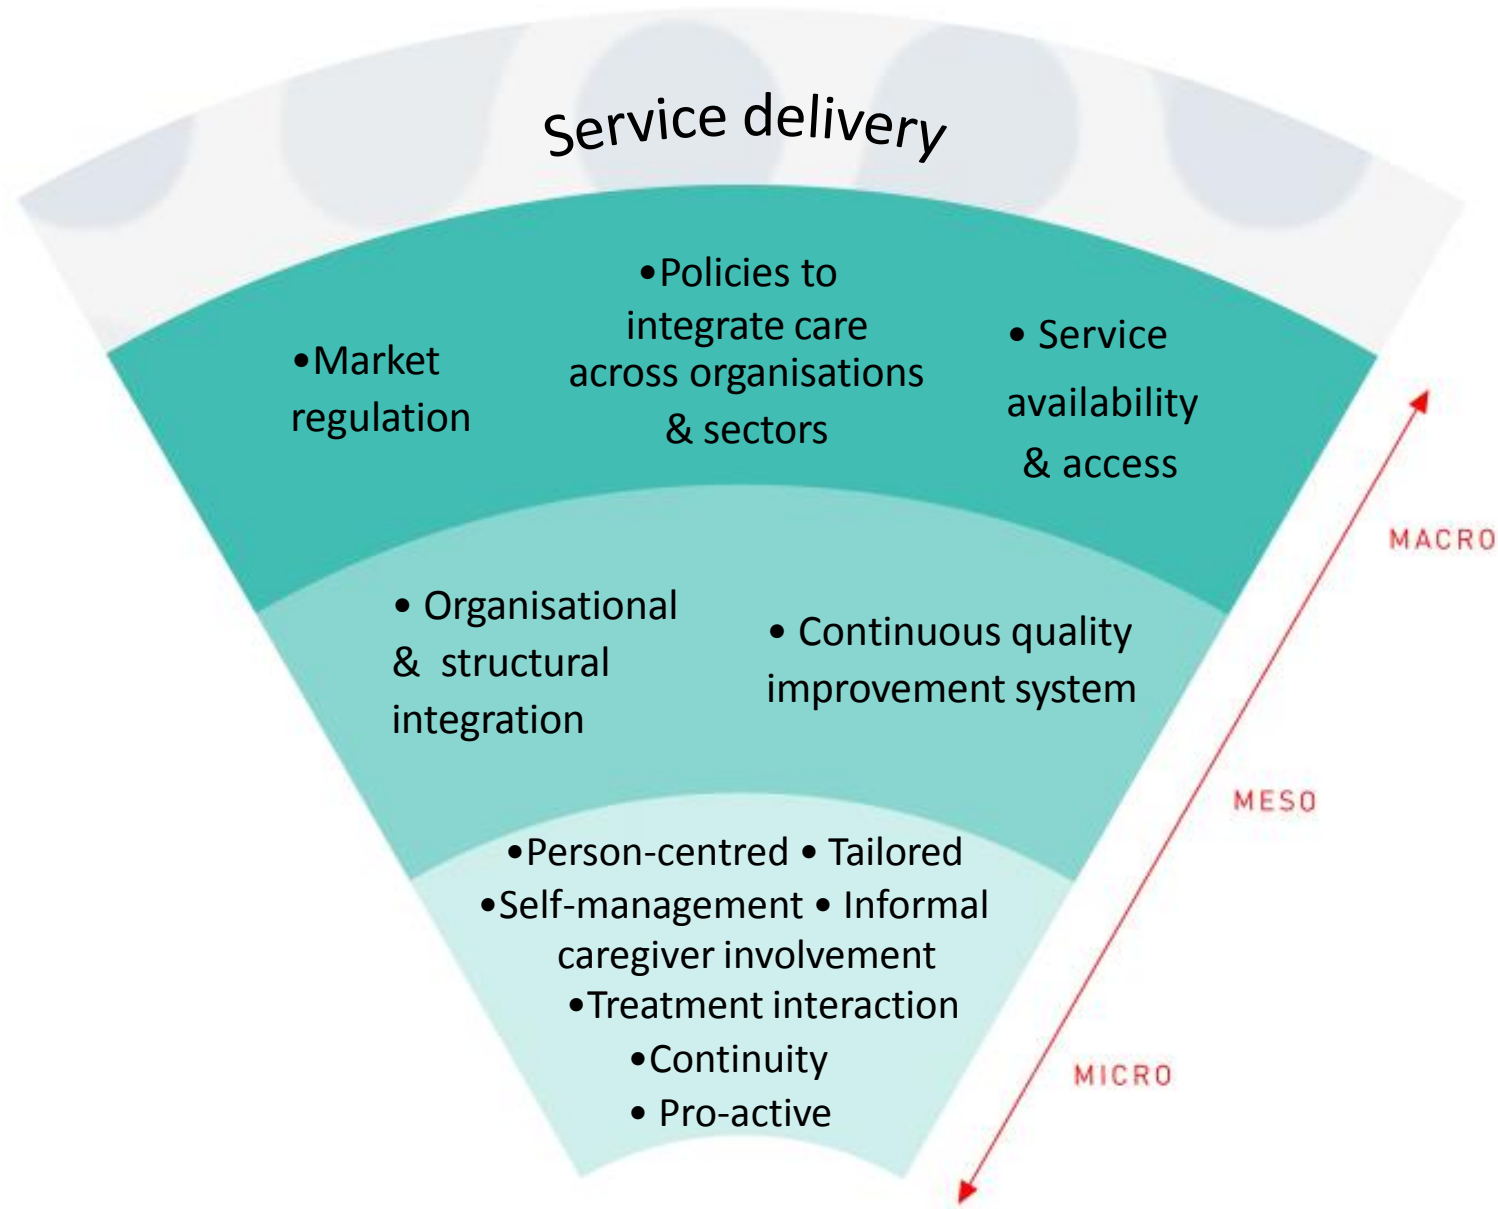 Service delivery
•Market
regulation
•Policies to
integrate care
across organisations
& sectors
• Service
availability
& access
MACRO
• Organisational
& structural
integration
• Continuous quality
improvement system
MESO
•Person-centred • Tailored
•Self-management • Informal
caregiver involvement
•Treatment interaction
•Continuity
• Pro-active
MICRO